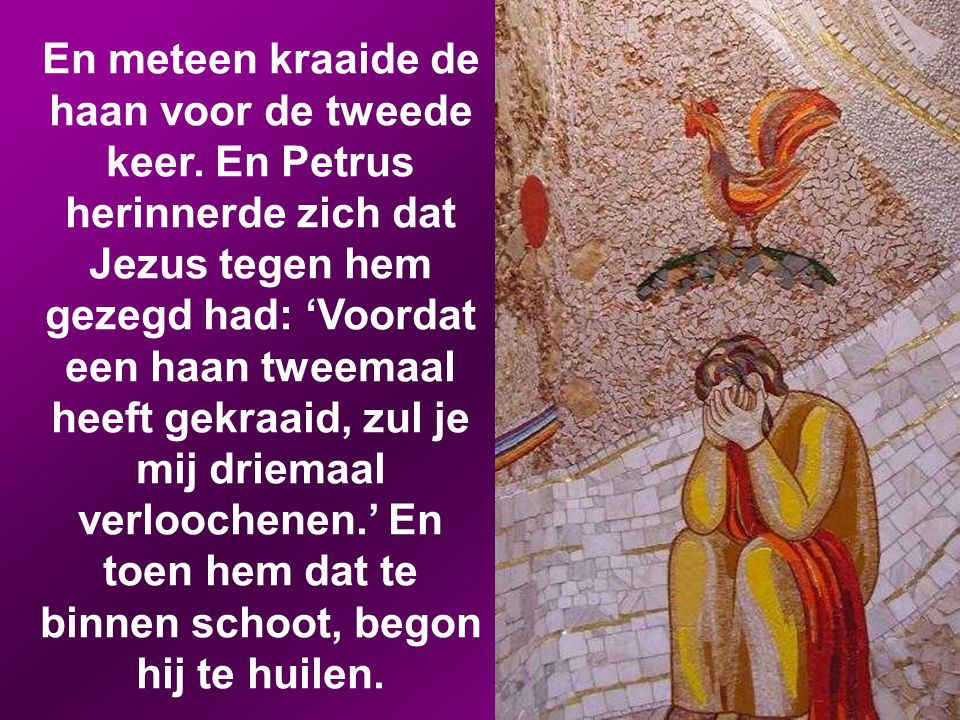 En meteen kraaide de
haan voor de tweede
keer. En Petrus
herinnerde zich dat
Jezus tegen hem
gezegd had: ‘Voordat
een haan tweemaal
heeft gekraaid, zul je
mij driemaal
verloochenen.’ En
toen hem dat te
binnen schoot, begon
hij te huilen.